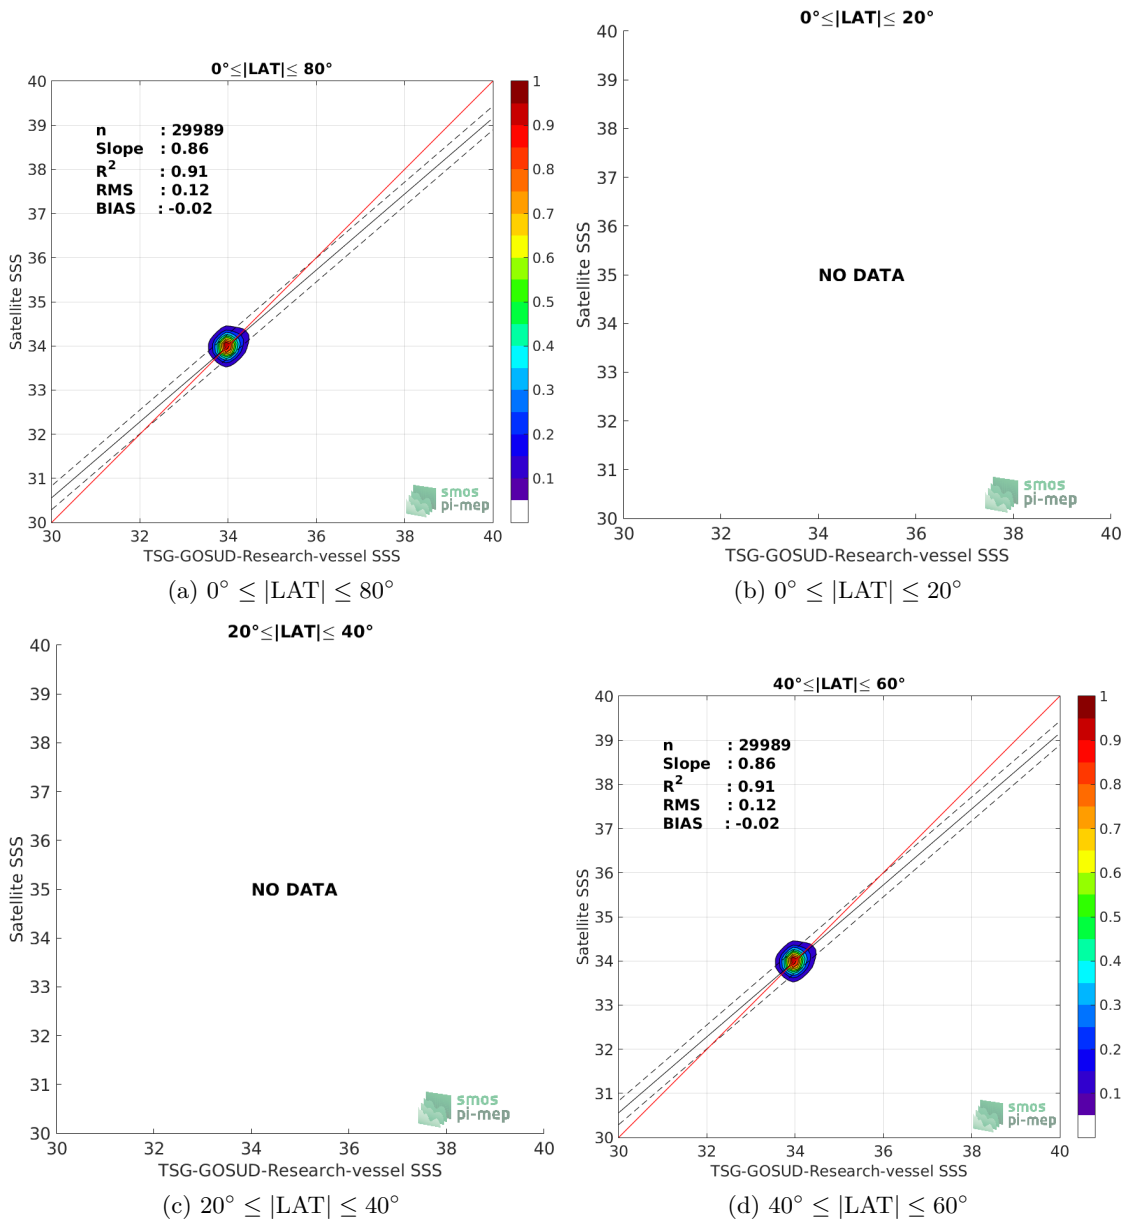 0°≤|LAT|≤ 80°
40
39
38
37
36
35
34
33
32
31
30
n : 29989
Slope : 0.86
R² : 0.91
RMS : 0.12
BIAS : -0.02
smos
pi-mep
30 32 34 36 38 40
TSG-GOSUD-Research-vessel SSS
Satellite SSS
1
0.9
0.8
0.7
0.6
0.5
0.4
0.3
0.2
0.1
(a) 0° ≤ |LAT| ≤ 80°
0°≤|LAT|≤ 20°
40
39
38
37
36
35
34
33
32
31
30
NO DATA
smos
pi-mep
30 32 34 36 38 40
TSG-GOSUD-Research-vessel SSS
Satellite SSS
(b) 0° ≤ |LAT| ≤ 20°
20°≤|LAT|≤ 40°
40
39
38
37
36
35
34
33
32
31
30
NO DATA
smos
pi-mep
30 32 34 36 38 40
TSG-GOSUD-Research-vessel SSS
Satellite SSS
(c) 20° ≤ |LAT| ≤ 40°
40°≤|LAT|≤ 60°
40
39
38
37
36
35
34
33
32
31
30
n : 29989
Slope : 0.86
R² : 0.91
RMS : 0.12
BIAS : -0.02
smos
pi-mep
30 32 34 36 38 40
TSG-GOSUD-Research-vessel SSS
Satellite SSS
1
0.9
0.8
0.7
0.6
0.5
0.4
0.3
0.2
0.1
(d) 40° ≤ |LAT| ≤ 60°